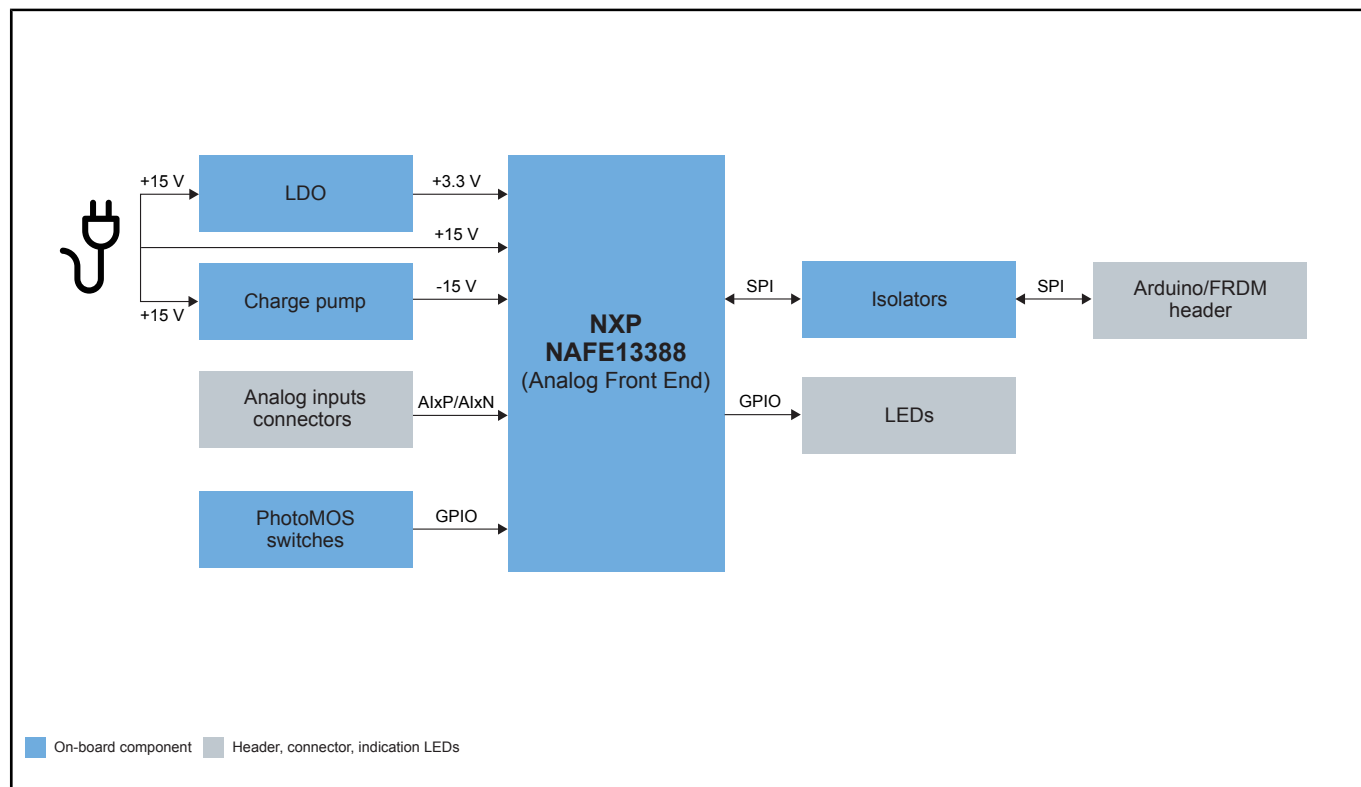 +15 V
LDO
+3.3 V
+15 V
Charge pump
-15 V
+15 V
Analog inputs
connectors
AIxP/AIxN
PhotoMOS
switches
GPIO
NXP
NAFE13388
(Analog Front End)
SPI
Isolators
SPI
Arduino/FRDM
header
GPIO
LEDs
On-board component
Header, connector, indication LEDs